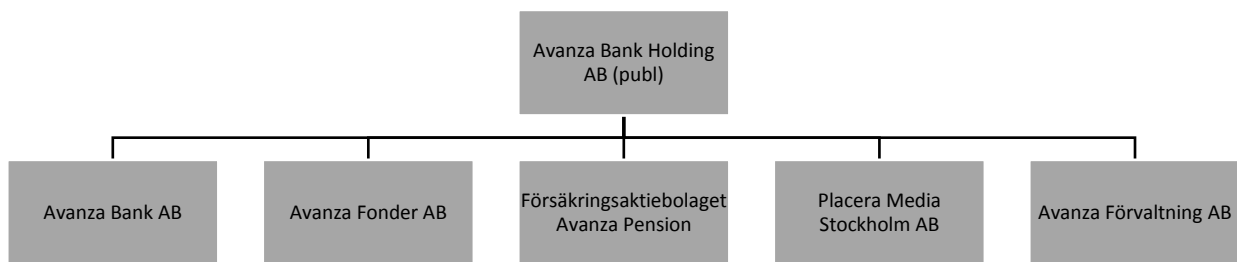 Avanza Bank Holding
AB (publ)
Avanza Bank AB
Avanza Fonder AB
Försäkringsaktiebolaget
Avanza Pension
Placera Media
Stockholm AB
Avanza Förvaltning AB